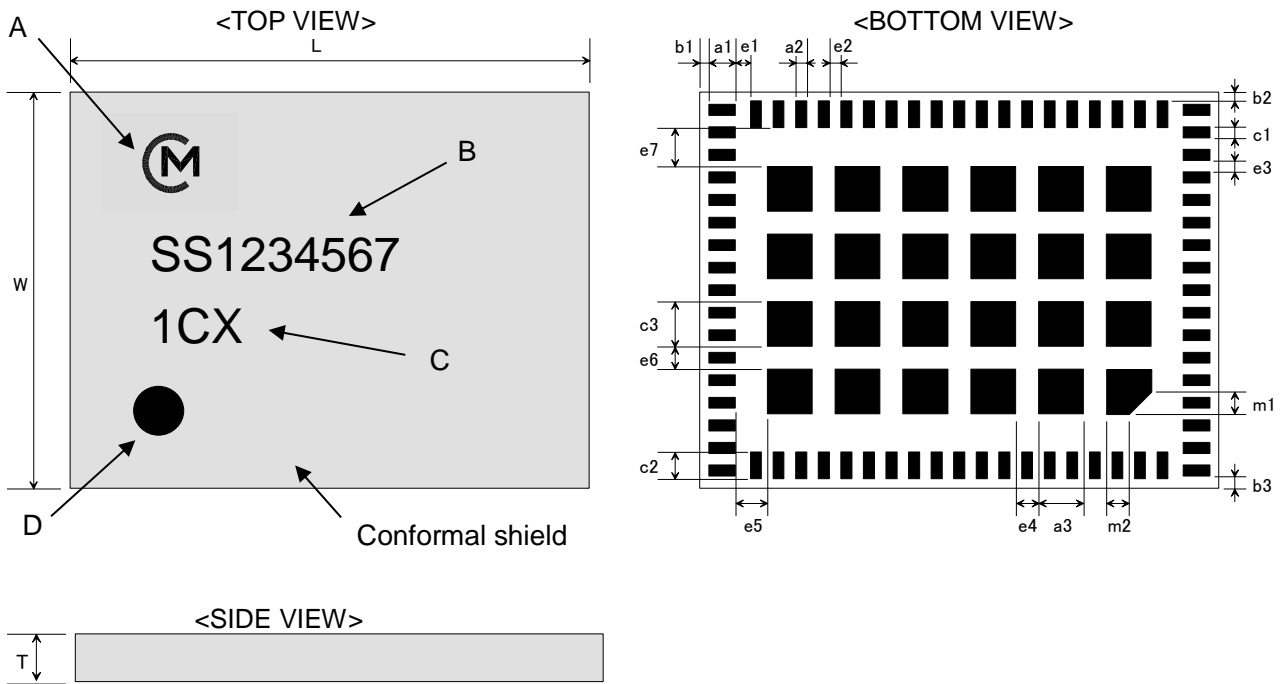 <TOP VIEW>
A
L
W
M
B
SS1234567
1CX
C
D
Conformal shield
<BOTTOM VIEW>
b1 a1 e1 a2 e2
b2
c1
e3
e7
c3
e6
m1
c2
b3
e5
e4 a3 m2
<SIDE VIEW>
T